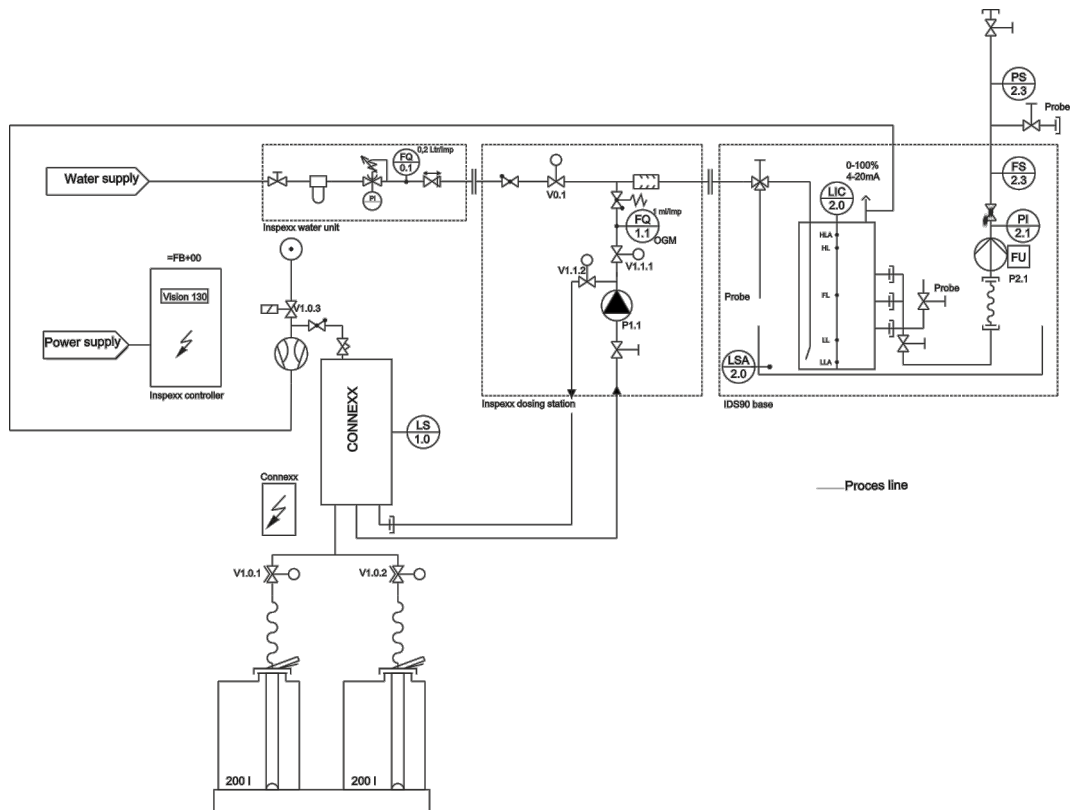 PS
2.3
Probe
0,2 Ltr/Imp
FQ
0.1
Water supply
PI
Inspexx water unit
V0.1
5 ml/Imp
FQ
1.1
OGM
V1.1.2
V1.1.1
P1.1
Inspexx dosing station
0-100%
4-20mA
LIC
2.0
FS
2.3
HLA
HL
PI
2.1
FU
P2.1
FL
Probe
Probe
LL
LLA
LSA
2.0
IDS90 base
=FB+00
Vision 130
V1.0.3
Power supply
Inspexx controller
CONNEXX
LS
1.0
Connexx
Proces line
V1.0.1
V1.0.2
200 l
200 l